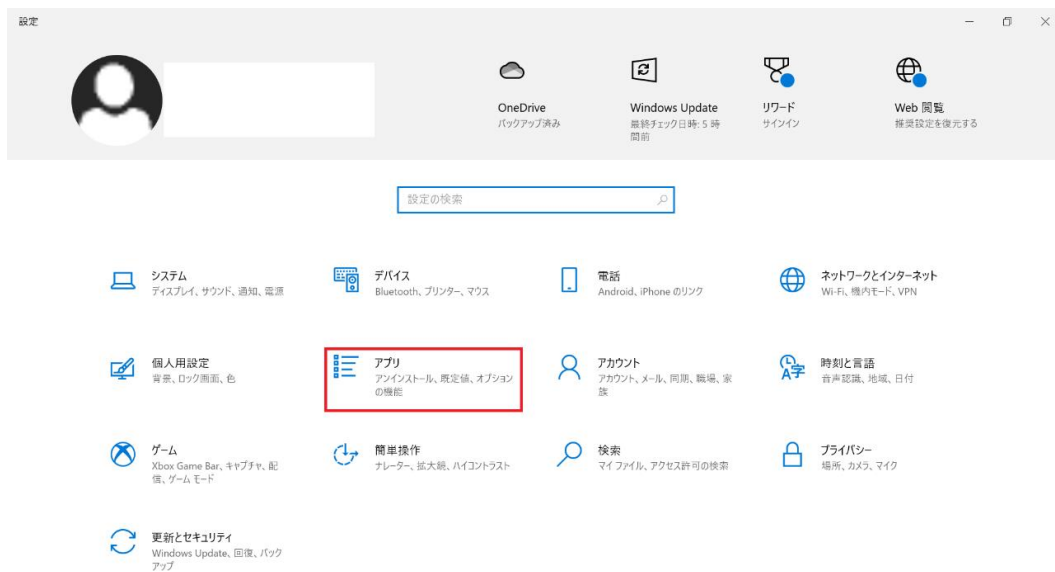 設定
OneDrive
バックアップ済み
Windows Update
最終チェック日時: 5 時
間前
リワード
サインイン
Web 閲覧
推奨設定を復元する
設定の検索
システム
ディスプレイ、サウンド、通知、電源
デバイス
Bluetooth、プリンター、マウス
電話
Android、iPhone のリンク
ネットワークとインターネット
Wi-Fi、機内モード、VPN
個人用設定
背景、ロック画面、色
アプリ
アンインストール、既定値、オプション
の機能
アカウント
アカウント、メール、同期、職場、家
族
時刻と言語
音声認識、地域、日付
ゲーム
Xbox Game Bar、キャプチャ、配
信、ゲーム モード
簡単操作
ナレーター、拡大鏡、ハイコントラスト
検索
マイ ファイル、アクセス許可の検索
プライバシー
場所、カメラ、マイク
更新とセキュリティ
Windows Update、回復、バック
アップ